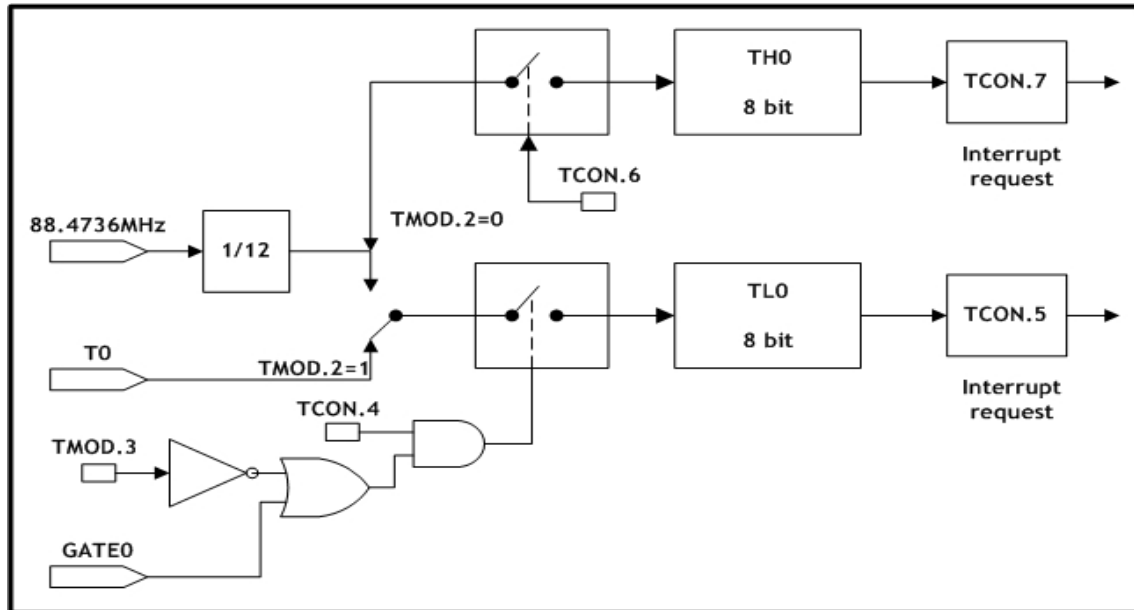 TH0
8 bit
TCON.7
Interrupt
request
TCON.6
88.4736MHz
1/12
TMOD.2=0
TL0
8 bit
TCON.5
T0
TMOD.2=1
Interrupt
request
TCON.4
TMOD.3
GATE0